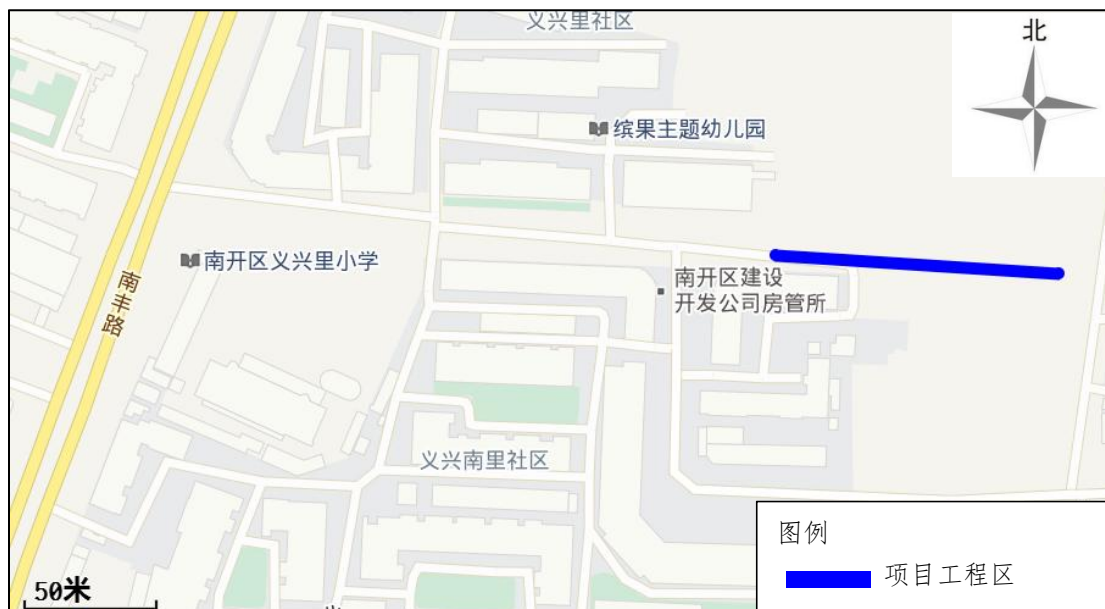 义兴里社区
北
缤果主题幼儿园
南开区义兴里小学
南开区建设
开发公司房管所
南丰路
义兴南里社区
图例
项目工程区
50米